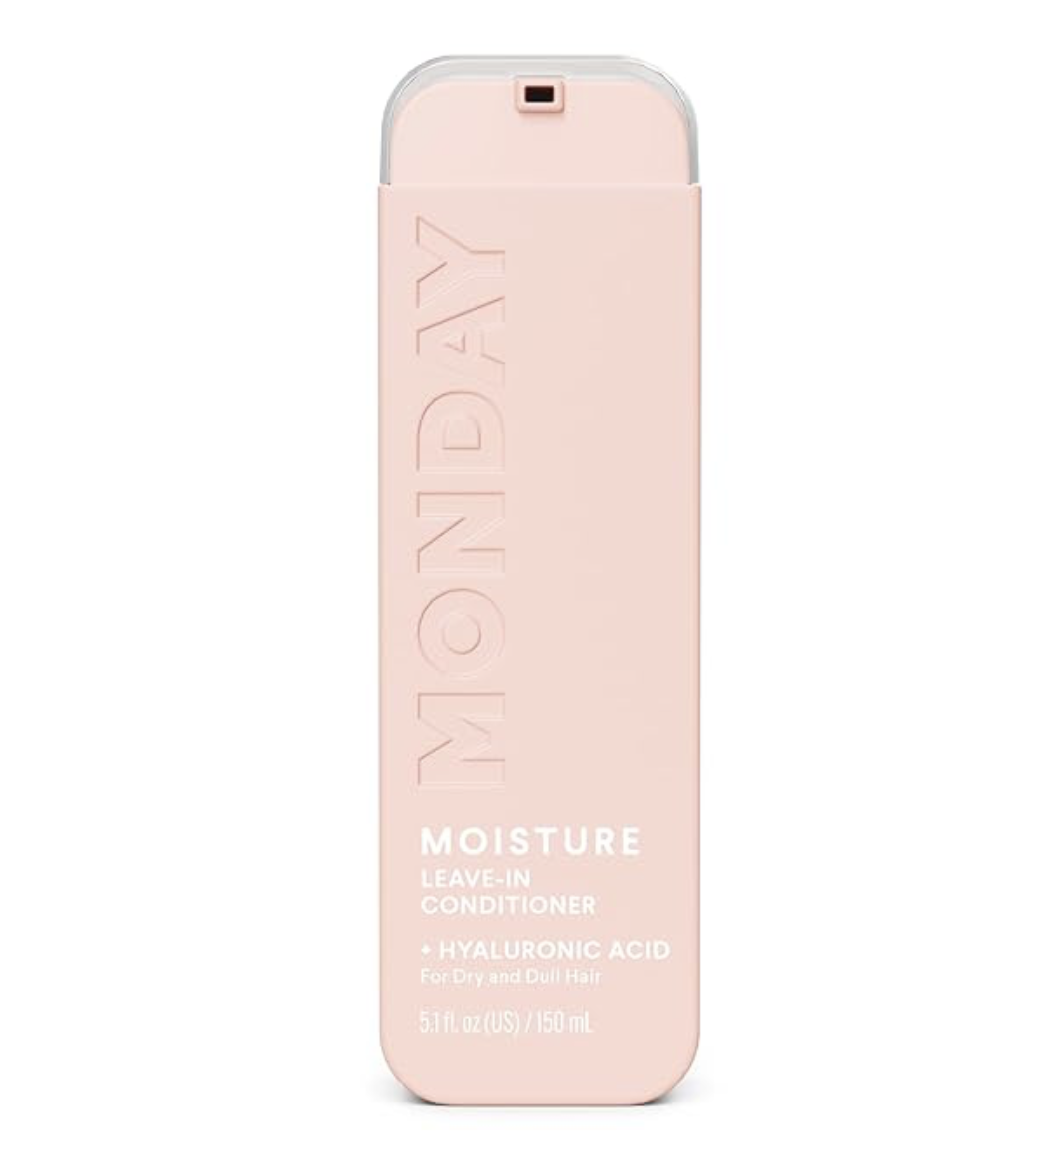 MONDAY
MOISTURE
LEAVE-IN
CONDITIONER
+ HYALURONIC ACID
For Dry and Dull Hair
5.1 fl. oz (US) / 150 mL